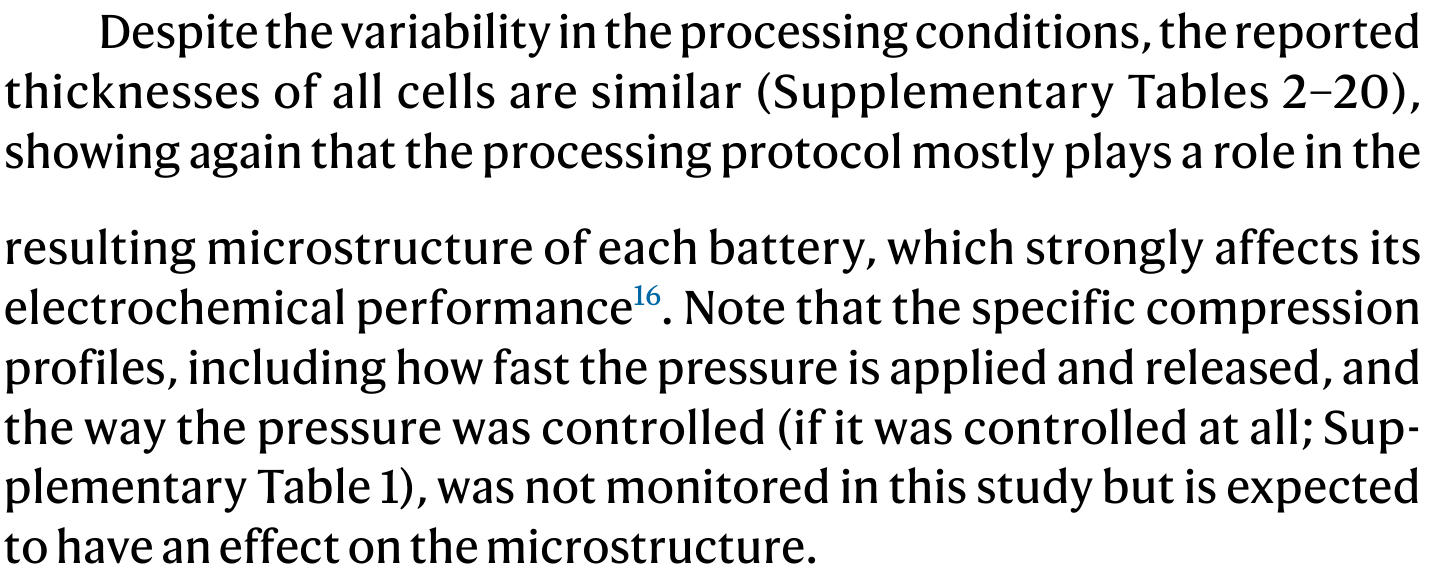 Despite the variability in the processing conditions, the reported
thicknesses of all cells are similar (Supplementary Tables 2–20),
showing again that the processing protocol mostly plays a role in the
resulting microstructure of each battery, which strongly affects its
electrochemical performance16. Note that the specific compression
profiles, including how fast the pressure is applied and released, and
the way the pressure was controlled (if it was controlled at all; Sup-
plementary Table 1), was not monitored in this study but is expected
to have an effect on the microstructure.